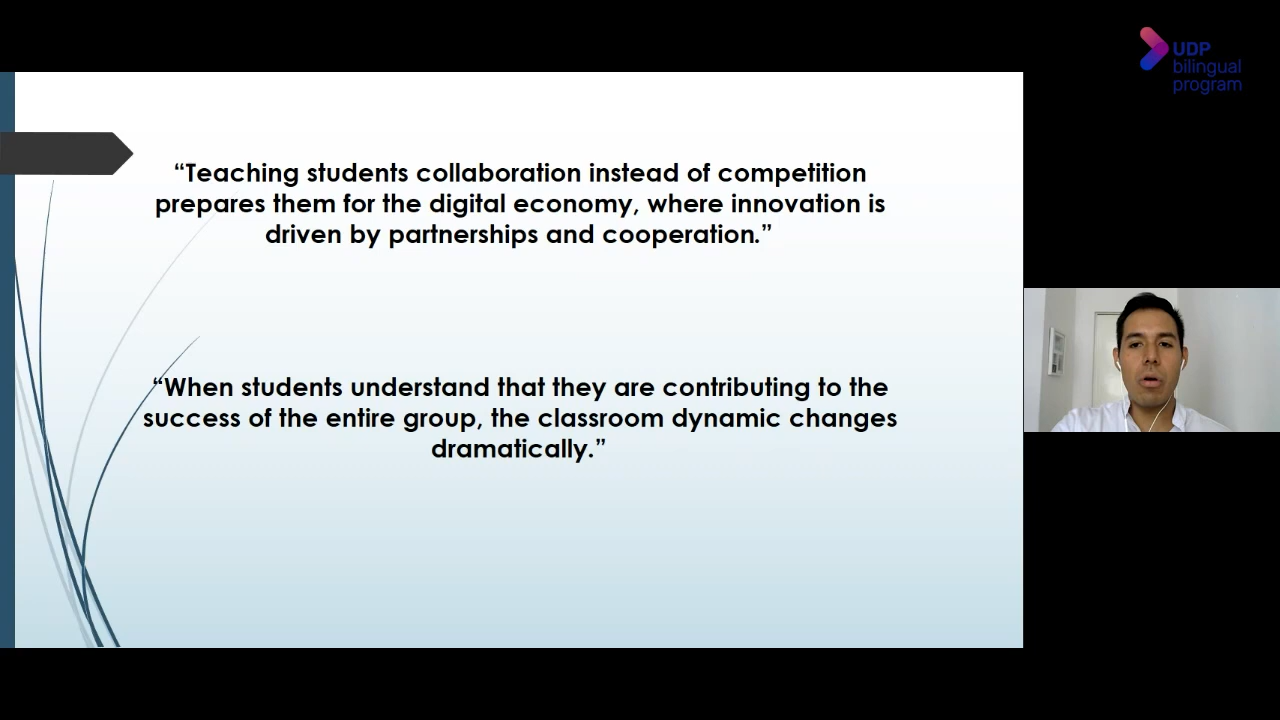 UDP
bilingual
program
“Teaching students collaboration instead of competition
prepares them for the digital economy, where innovation is
driven by partnerships and cooperation.”
“When students understand that they are contributing to the
success of the entire group, the classroom dynamic changes
dramatically.”